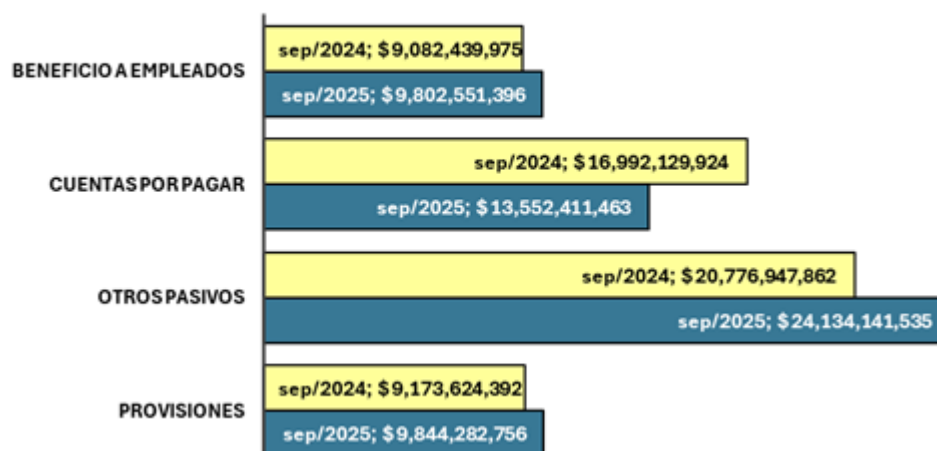 sep/2024; $9,082,439,975
BENEFICIO A EMPLEADOS
sep/2025; $9,802,551,396
sep/2024; $16,992,129,924
CUENTAS POR PAGAR
sep/2025; $13,552,411,463
sep/2024; $20,776,947,862
OTROS PASIVOS
sep/2025; $24,134,141,535
sep/2024; $9,173,624,392
PROVISIONES
sep/2025; $9,844,282,756